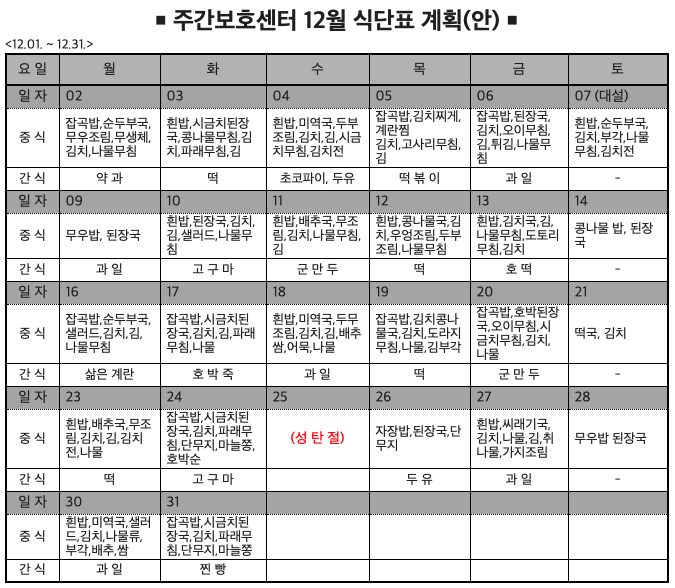 ▪ 주간보호센터 12월 식단표 계획(안) ▪
<12.01. ~ 12.31.>
요 일 월 화 수 목 금 토
일 자 02 03 04 05 06 07 (대설)
중 식
잡곡밥,순두부국,
무우조림,무생체,
김치,나물무침
흰밥,시금치된장
국,콩나물무침,김
치,파래무침,김
흰밥,미역국,두부
조림,김치,김,시금
치무침,김치전
잡곡밥,김치찌게,
계란찜
김치,고사리무침,
김
잡곡밥,된장국,
김치,오이무침,
김,튀김,나물무
침
흰밥,순두부국,
김치,부각,나물
무침,김치전
간 식 약 과 떡 초코파이, 두유 떡 볶 이 과 일 -
일 자 09 10 11 12 13 14
중 식
무우밥, 된장국
흰밥,된장국,김치,
김,샐러드,나물무
침
흰밥,배추국,무조
림,김치,나물무침,
김
흰밥,콩나물국,김
치,우엉조림,두부
조림,나물무침
흰밥,김치국,김,
나물무침,도토리
무침,김치
콩나물 밥, 된장
국
간 식 과 일 고 구 마 군 만 두 떡 호 떡 -
일 자 16 17 18 19 20 21
중 식
잡곡밥,순두부국,
샐러드,김치,김,
나물무침
잡곡밥,시금치된
장국,김치,김,파래
무침,나물
흰밥,미역국,두무
조림,김치,김,배추
쌈,어묵,나물
잡곡밥,김치콩나
물국,김치,도라지
무침,나물,김부각
잡곡밥,호박된장
국,오이무침,시
금치무침,김치,
나물
떡국, 김치
간 식 삶은 계란 호 박 죽 과 일 떡 군 만 두 -
일 자 23 24 25 26 27 28
중 식
흰밥,배추국,무조
림,김치,김,김치
전,나물
잡곡밥,시금치된
장국,김치,파래무
침,단무지,마늘쫑,
호박순
(성 탄 절)
자장밥,된장국,단
무지
흰밥,씨래기국,
김치,나물,김,취
나물,가지조림
무우밥 된장국
간 식 떡 고 구 마 두 유 과 일 -
일 자 30 31
중 식
흰밥,미역국,샐러
드,김치,나물류,
부각,배추,쌈
잡곡밥,시금치된
장국,김치,파래무
침,단무지,마늘쫑
간 식 과 일 찐 빵